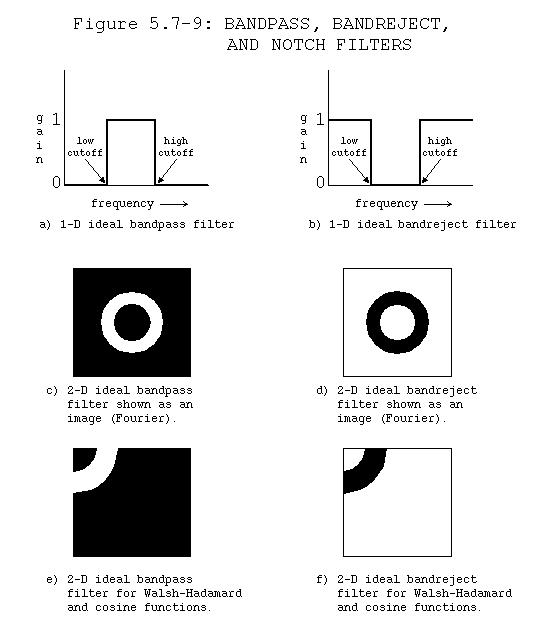 Figure 5.7-9: BANDPASS, BANDREJECT,
AND NOTCH FILTERS
gain
1
low cutoff
high cutoff
0
frequency
a) 1-D ideal bandpass filter
gain
1
low cutoff
high cutoff
0
frequency
b) 1-D ideal bandreject filter
c) 2-D ideal bandpass
filter shown as an
image (Fourier).
d) 2-D ideal bandreject
filter shown as an
image (Fourier).
e) 2-D ideal bandpass
filter for Walsh-Hadamard
and cosine functions.
f) 2-D ideal bandreject
filter for Walsh-Hadamard
and cosine functions.